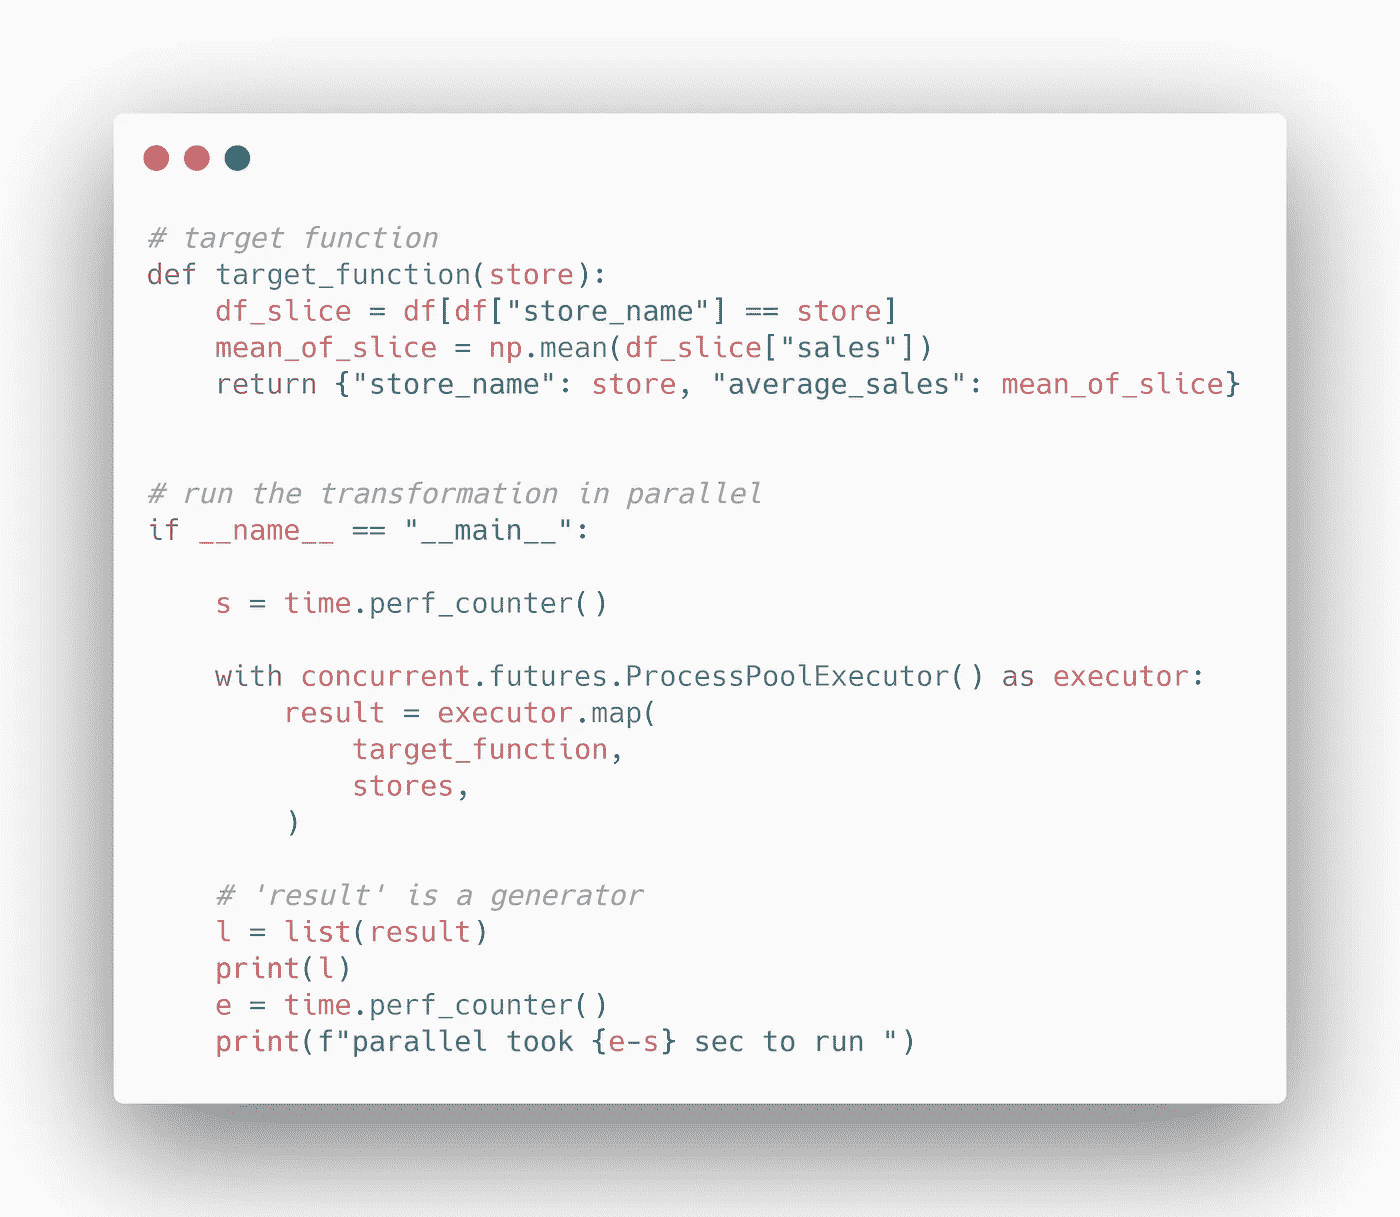 # target function
def target_function(store):
    df_slice = df[df["store_name"] == store]
    mean_of_slice = np.mean(df_slice["sales"])
    return {"store_name": store, "average_sales": mean_of_slice}
# run the transformation in parallel
if __name__ == "__main__":
    s = time.perf_counter()
    with concurrent.futures.ProcessPoolExecutor() as executor:
        result = executor.map(
            target_function,
            stores,
        )
    # 'result' is a generator
    l = list(result)
    print(l)
    e = time.perf_counter()
    print(f"parallel took {e-s} sec to run ")